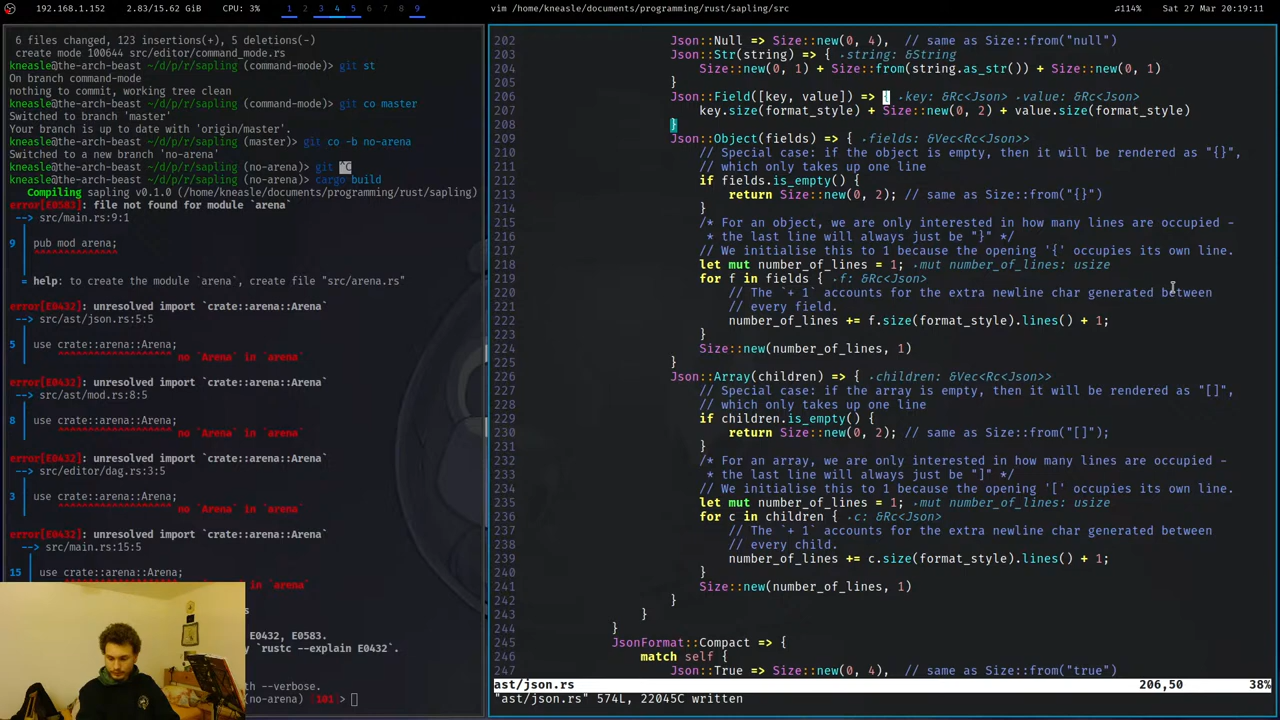 192.168.1.152 2.83/15.62 GiB CPU: 3% 1 2 3 4 5 7 8 9 vim /home/kneasle/documents/programming/rust/sapling/src ♫114% Sat 27 Mar 20:19:11
6 files changed, 123 insertions(+), 5 deletions(-)
create mode 100644 src/editor/command_mode.rs
kneasle@the-arch-beast ~/d/p/r/sapling (command-mode)> git st
On branch command-mode
nothing to commit, working tree clean
kneasle@the-arch-beast ~/d/p/r/sapling (command-mode)> git co master
Switched to branch 'master'
Your branch is up to date with 'origin/master'.
kneasle@the-arch-beast ~/d/p/r/sapling (master)> git co -b no-arena
Switched to a new branch 'no-arena'
kneasle@the-arch-beast ~/d/p/r/sapling (no-arena)> git ^C
kneasle@the-arch-beast ~/d/p/r/sapling (no-arena)> cargo build
Compiling sapling v0.1.0 (/home/kneasle/documents/programming/rust/sapling)
error[E0583]: file not found for module `arena`
--> src/main.rs:9:1
|
9 | pub mod arena;
| ^^^^^^^^^^^^^^
|
= help: to create the module `arena`, create file "src/arena.rs"
error[E0432]: unresolved import `crate::arena::Arena`
--> src/ast/json.rs:5:5
|
5 | use crate::arena::Arena;
| ^^^^^^^^^^^^^^^^^^^ no `Arena` in `arena`
error[E0432]: unresolved import `crate::arena::Arena`
--> src/ast/mod.rs:8:5
|
8 | use crate::arena::Arena;
| ^^^^^^^^^^^^^^^^^^^ no `Arena` in `arena`
error[E0432]: unresolved import `crate::arena::Arena`
--> src/editor/dag.rs:3:5
|
3 | use crate::arena::Arena;
| ^^^^^^^^^^^^^^^^^^^ no `Arena` in `arena`
error[E0432]: unresolved import `crate::arena::Arena`
--> src/main.rs:15:5
|
15 | use crate::arena::Arena;
in `arena`
E0432, E0583.
`rustc --explain E0432`.
--verbose.
(no-arena) [101] >
202 Json::Null => Size::new(0, 4), // same as Size::from("null")
203 Json::Str(string) => { ▸string: &String
204 Size::new(0, 1) + Size::from(string.as_str()) + Size::new(0, 1)
205 }
206 Json::Field([key, value]) => { ▸key: &Rc<Json> ▸value: &Rc<Json>
207 key.size(format_style) + Size::new(0, 2) + value.size(format_style)
208 }
209 Json::Object(fields) => { ▸fields: &Vec<Rc<Json>>
210 // Special case: if the object is empty, then it will be rendered as "{}",
211 // which only takes up one line
212 if fields.is_empty() {
213 return Size::new(0, 2); // same as Size::from("{}")
214 }
215 /* For an object, we are only interested in how many lines are occupied -
216 * the last line will always just be "}" */
217 // We initialise this to 1 because the opening '{' occupies its own line.
218 let mut number_of_lines = 1; ▸mut number_of_lines: usize
219 for f in fields { ▸f: &Rc<Json>
220 // The `+ 1` accounts for the extra newline char generated between
221 // every field.
222 number_of_lines += f.size(format_style).lines() + 1;
223 }
224 Size::new(number_of_lines, 1)
225 }
226 Json::Array(children) => { ▸children: &Vec<Rc<Json>>
227 // Special case: if the array is empty, then it will be rendered as "[]",
228 // which only takes up one line
229 if children.is_empty() {
230 return Size::new(0, 2); // same as Size::from("[]");
231 }
232 /* For an array, we are only interested in how many lines are occupied -
233 * the last line will always just be "]" */
234 // We initialise this to 1 because the opening '[' occupies its own line.
235 let mut number_of_lines = 1; ▸mut number_of_lines: usize
236 for c in children { ▸c: &Rc<Json>
237 // The `+ 1` accounts for the extra newline char generated between
238 // every child.
239 number_of_lines += c.size(format_style).lines() + 1;
240 }
241 Size::new(number_of_lines, 1)
242 }
243 }
244 }
245 JsonFormat::Compact => {
246 match self {
247 Json::True => Size::new(0, 4), // same as Size::from("true")
ast/json.rs 206,50 38%
"ast/json.rs" 574L, 22045C written